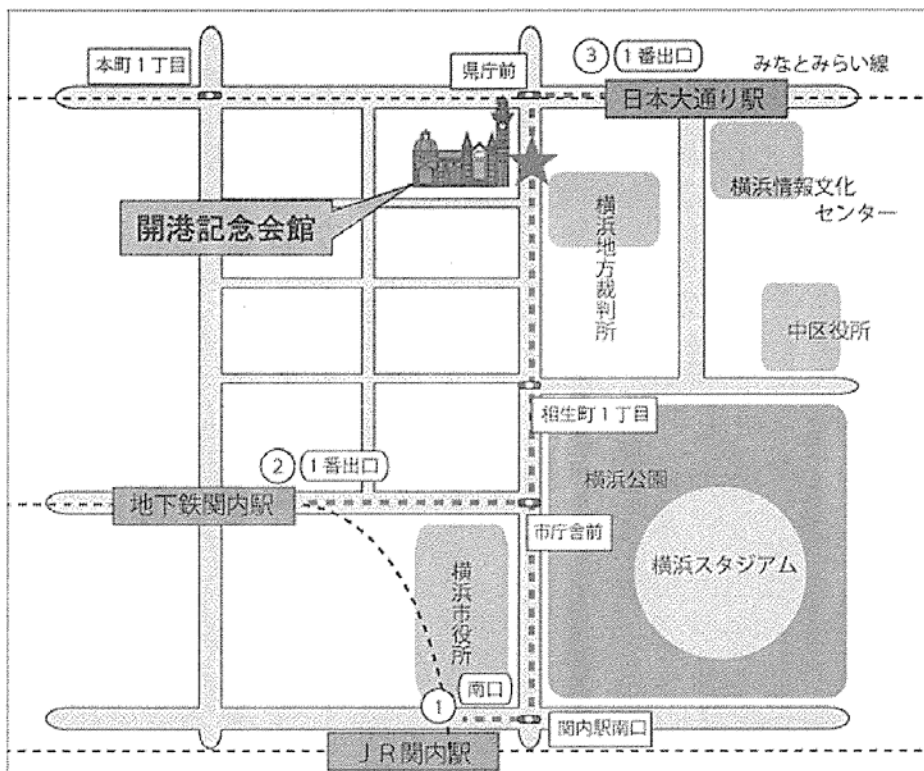 本町1丁目
県庁前
③ 1番出口
みなとみらい線
日本大通り駅
開港記念会館
横浜地方裁判所
横浜情報文化
センター
中区役所
相生町1丁目
② 1番出口
横浜公園
地下鉄関内駅
市庁舎前
横浜スタジアム
横浜市役所
① 南口
関内駅南口
JR関内駅